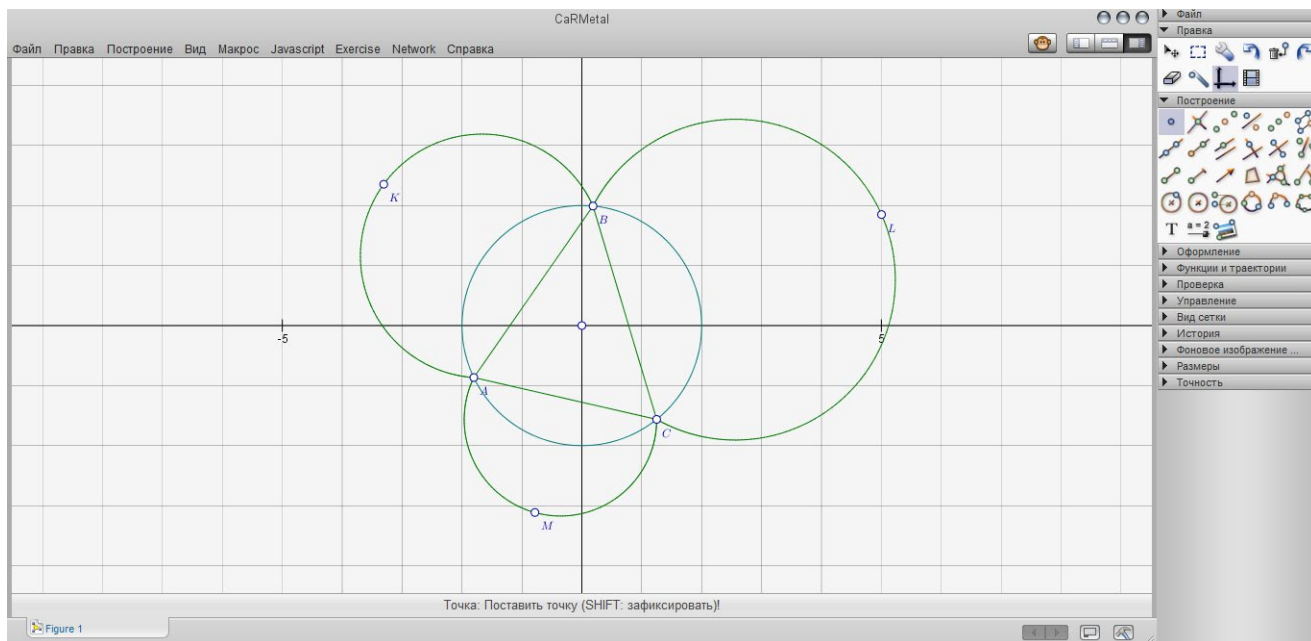 CaRMetal
Файл Правка Построение Вид Макрос Javascript Exercise Network Справка
K
B
L
-5
5
A
C
M
Точка: Поставить точку (SHIFT: зафиксировать)!
Figure 1
Файл
Правка
Построение
T a = 2
Оформление
Функции и траектории
Проверка
Управление
Вид сетки
История
Фоновое изображение ...
Размеры
Точность